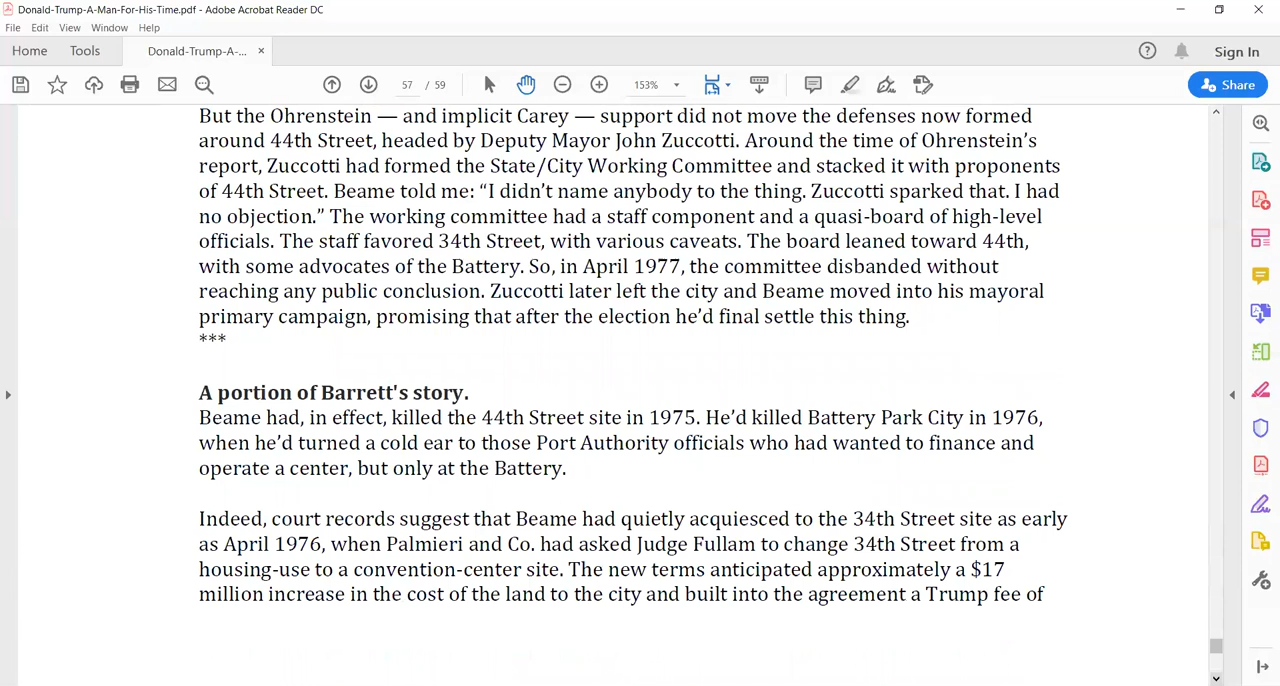 Donald-Trump-A-Man-For-His-Time.pdf - Adobe Acrobat Reader DC
File Edit View Window Help
Home Tools Donald-Trump-A-... × Sign In
57 / 59 153% Share
But the Ohrenstein — and implicit Carey — support did not move the defenses now formed
around 44th Street, headed by Deputy Mayor John Zuccotti. Around the time of Ohrenstein’s
report, Zuccotti had formed the State/City Working Committee and stacked it with proponents
of 44th Street. Beame told me: “I didn’t name anybody to the thing. Zuccotti sparked that. I had
no objection.” The working committee had a staff component and a quasi-board of high-level
officials. The staff favored 34th Street, with various caveats. The board leaned toward 44th,
with some advocates of the Battery. So, in April 1977, the committee disbanded without
reaching any public conclusion. Zuccotti later left the city and Beame moved into his mayoral
primary campaign, promising that after the election he’d final settle this thing.
***
A portion of Barrett's story.
Beame had, in effect, killed the 44th Street site in 1975. He’d killed Battery Park City in 1976,
when he’d turned a cold ear to those Port Authority officials who had wanted to finance and
operate a center, but only at the Battery.
Indeed, court records suggest that Beame had quietly acquiesced to the 34th Street site as early
as April 1976, when Palmieri and Co. had asked Judge Fullam to change 34th Street from a
housing-use to a convention-center site. The new terms anticipated approximately a $17
million increase in the cost of the land to the city and built into the agreement a Trump fee of